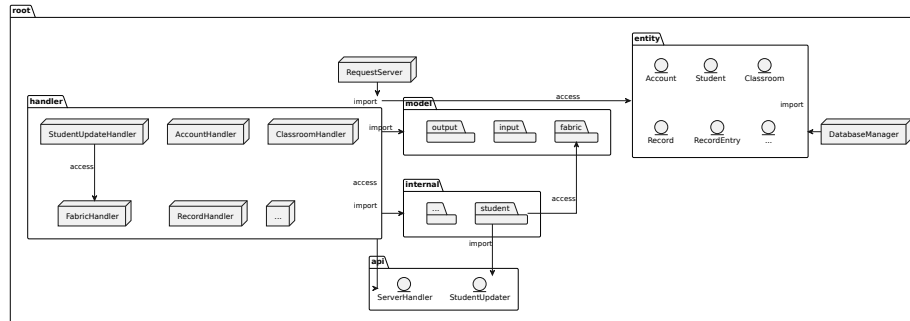 root
entity
RequestServer
Account
Student
Classroom
handler
import
access
model
import
StudentUpdateHandler
AccountHandler
ClassroomHandler
import
output
input
fabric
Record
RecordEntry
...
DatabaseManager
access
access
internal
access
FabricHandler
RecordHandler
...
import
...
student
import
api
ServerHandler
StudentUpdater